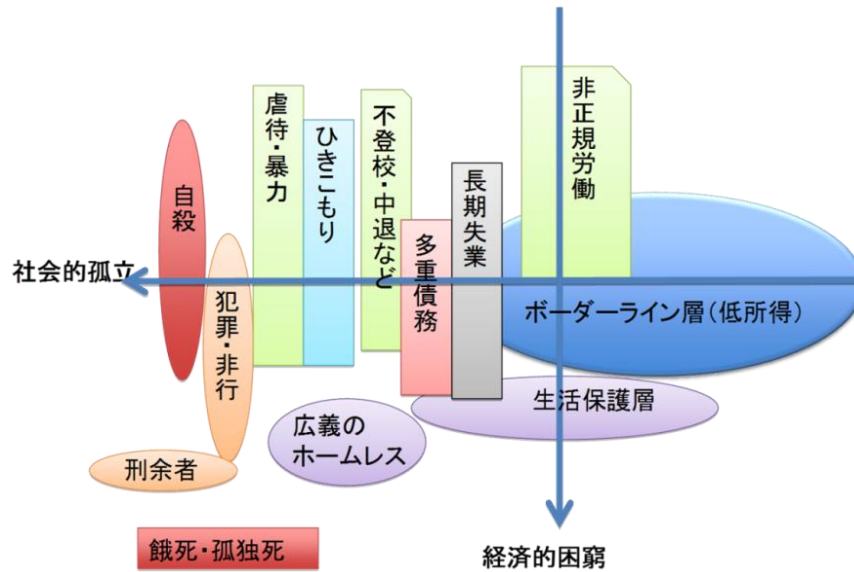 非正規労働
虐待・暴力
ひきこもり
不登校・中退など
長期失業
自殺
多重債務
社会的孤立
犯罪・非行
ボーダーライン層(低所得)
生活保護層
広義の
ホームレス
刑余者
餓死・孤独死
経済的困窮